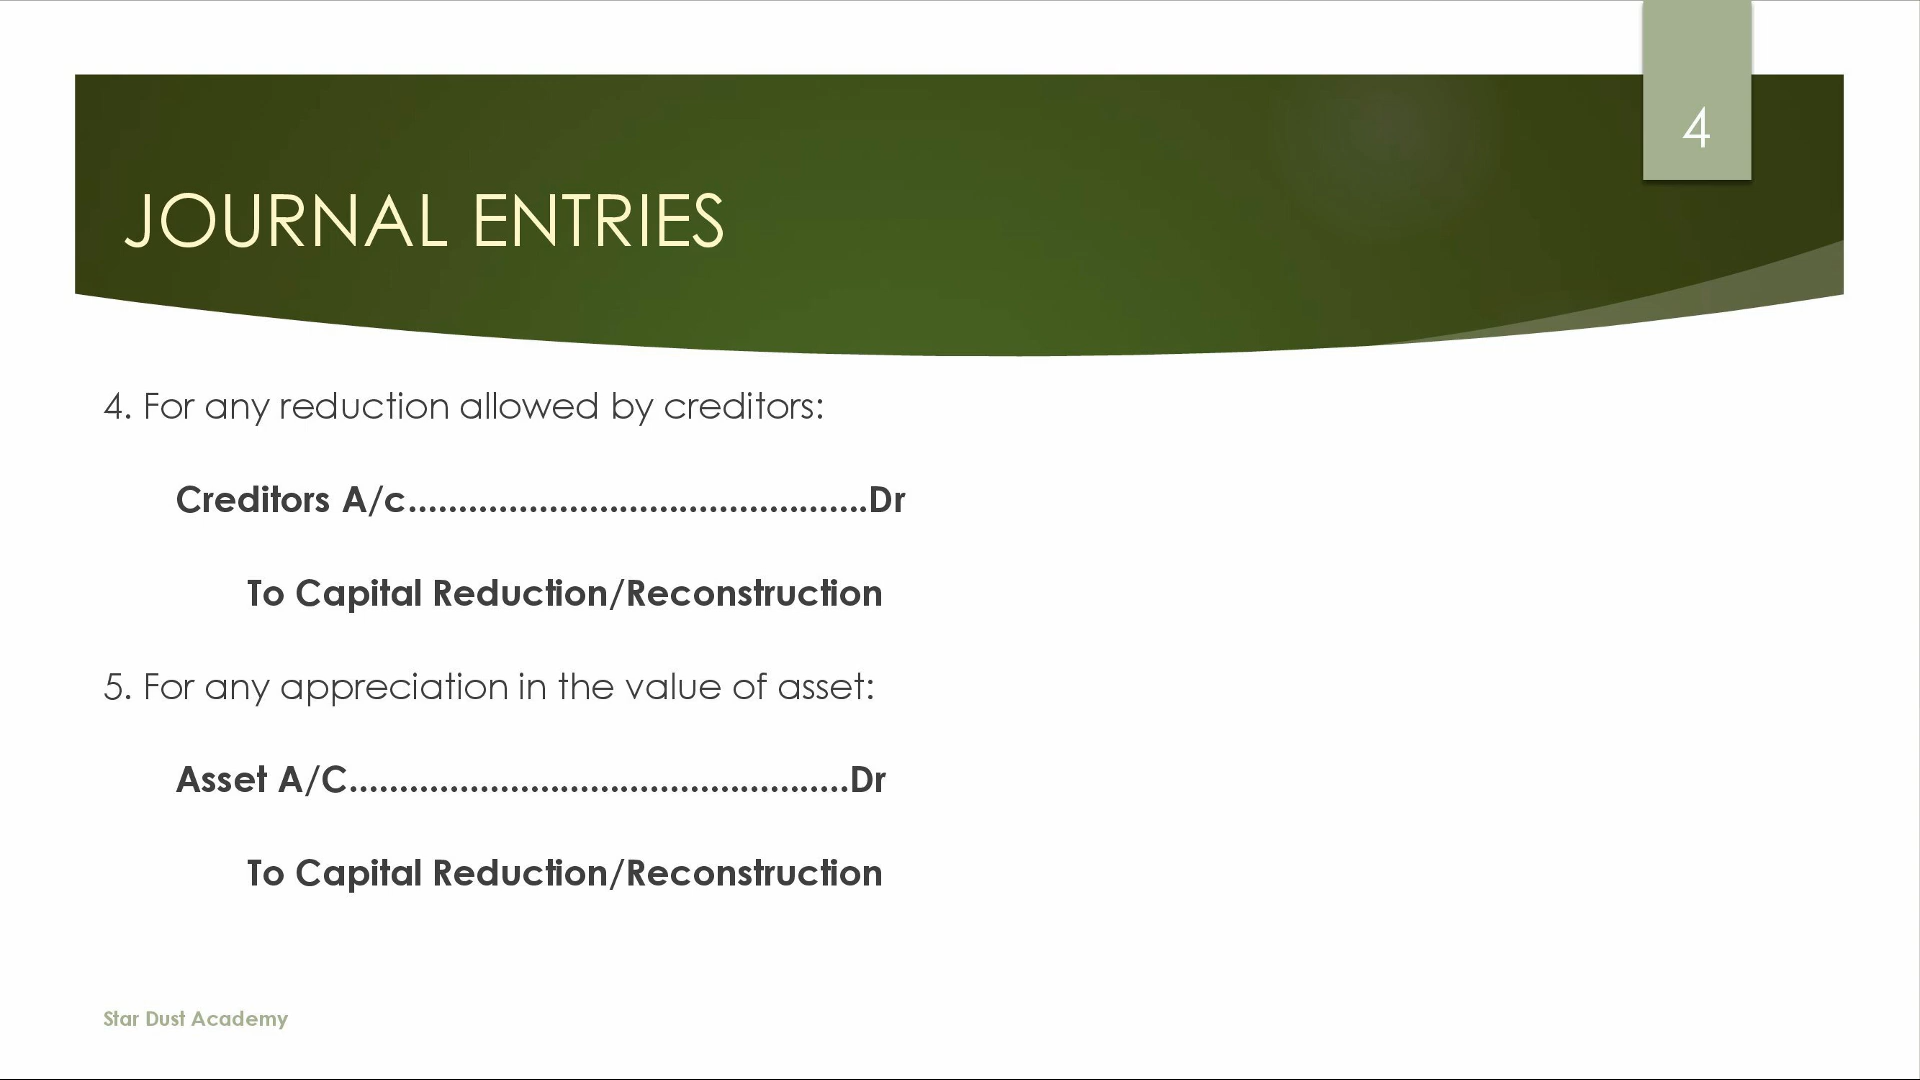 4
JOURNAL ENTRIES
4. For any reduction allowed by creditors:
Creditors A/c..............................................Dr
To Capital Reduction/Reconstruction
5. For any appreciation in the value of asset:
Asset A/C..................................................Dr
To Capital Reduction/Reconstruction
Star Dust Academy